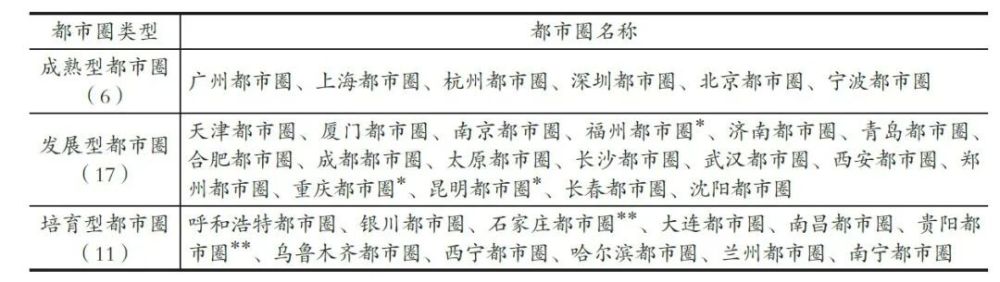 都市圈类型 都市圈名称
成熟型都市圈
（6）
广州都市圈、上海都市圈、杭州都市圈、深圳都市圈、北京都市圈、宁波都市圈
发展型都市圈
（17）
天津都市圈、厦门都市圈、南京都市圈、福州都市圈*、济南都市圈、青岛都市圈、
合肥都市圈、成都都市圈、太原都市圈、长沙都市圈、武汉都市圈、西安都市圈、郑
州都市圈、重庆都市圈*、昆明都市圈*、长春都市圈、沈阳都市圈
培育型都市圈
（11）
呼和浩特都市圈、银川都市圈、石家庄都市圈**、大连都市圈、南昌都市圈、贵阳都
市圈**、乌鲁木齐都市圈、西宁都市圈、哈尔滨都市圈、兰州都市圈、南宁都市圈